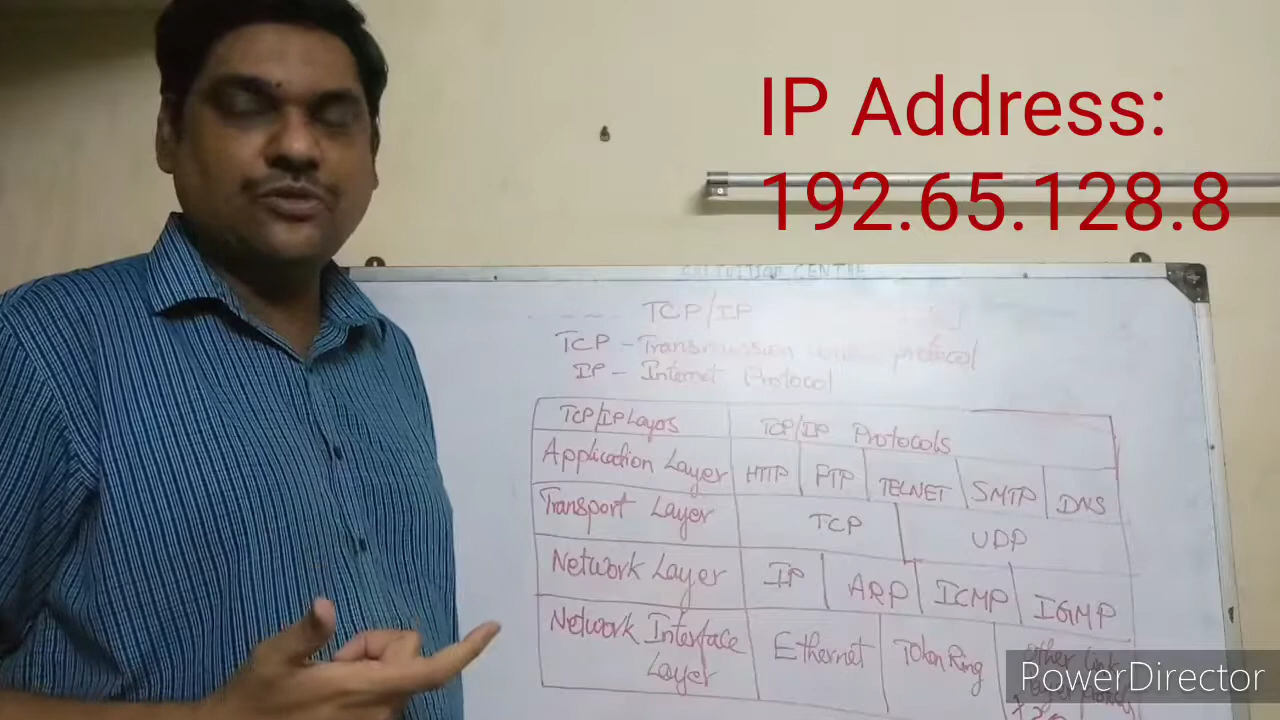 IP Address:
192.65.128.8
CENTRE
TCP/IP
TCP - Transmission protocol
IP - Internet Protocol
TCP/IP Layers TCP/IP Protocols
Application Layer HTTP FTP TELNET SMTP DNS
Transport Layer TCP UDP
Network Layer IP ARP ICMP IGMP
Network Interface Layer Ethernet Token Ring
PowerDirector